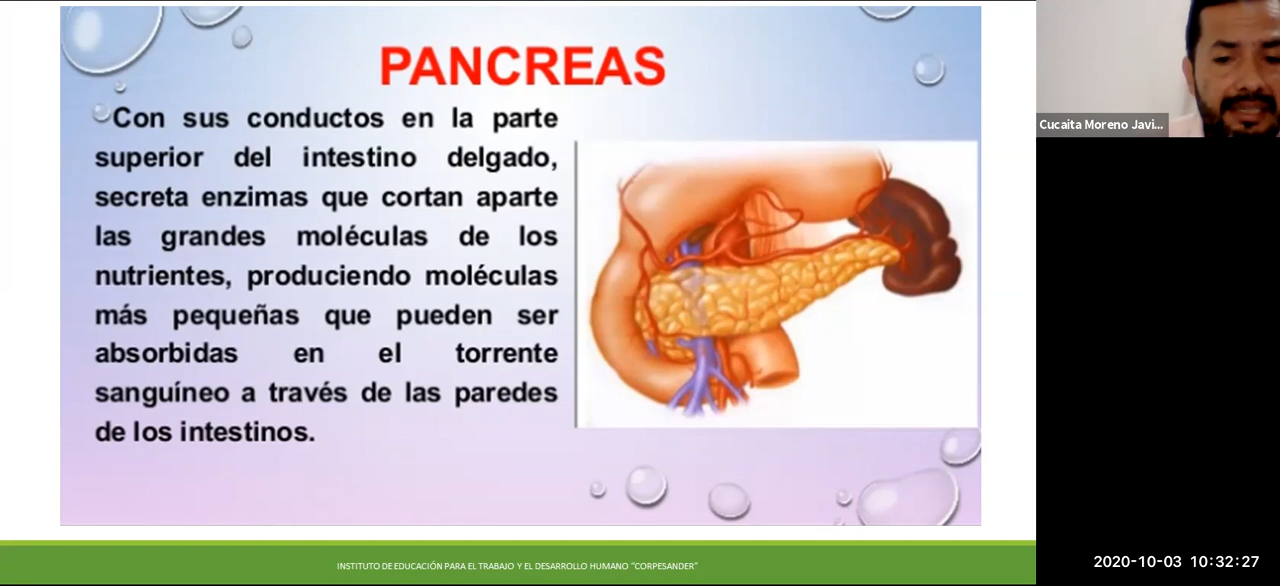 PANCREAS
Con sus conductos en la parte
superior del intestino delgado,
secreta enzimas que cortan aparte
las grandes moléculas de los
nutrientes, produciendo moléculas
más pequeñas que pueden ser
absorbidas en el torrente
sanguíneo a través de las paredes
de los intestinos.
INSTITUTO DE EDUCACIÓN PARA EL TRABAJO Y EL DESARROLLO HUMANO "CORPESANDER"
Cucaita Moreno Javi...
2020-10-03 10:32:27